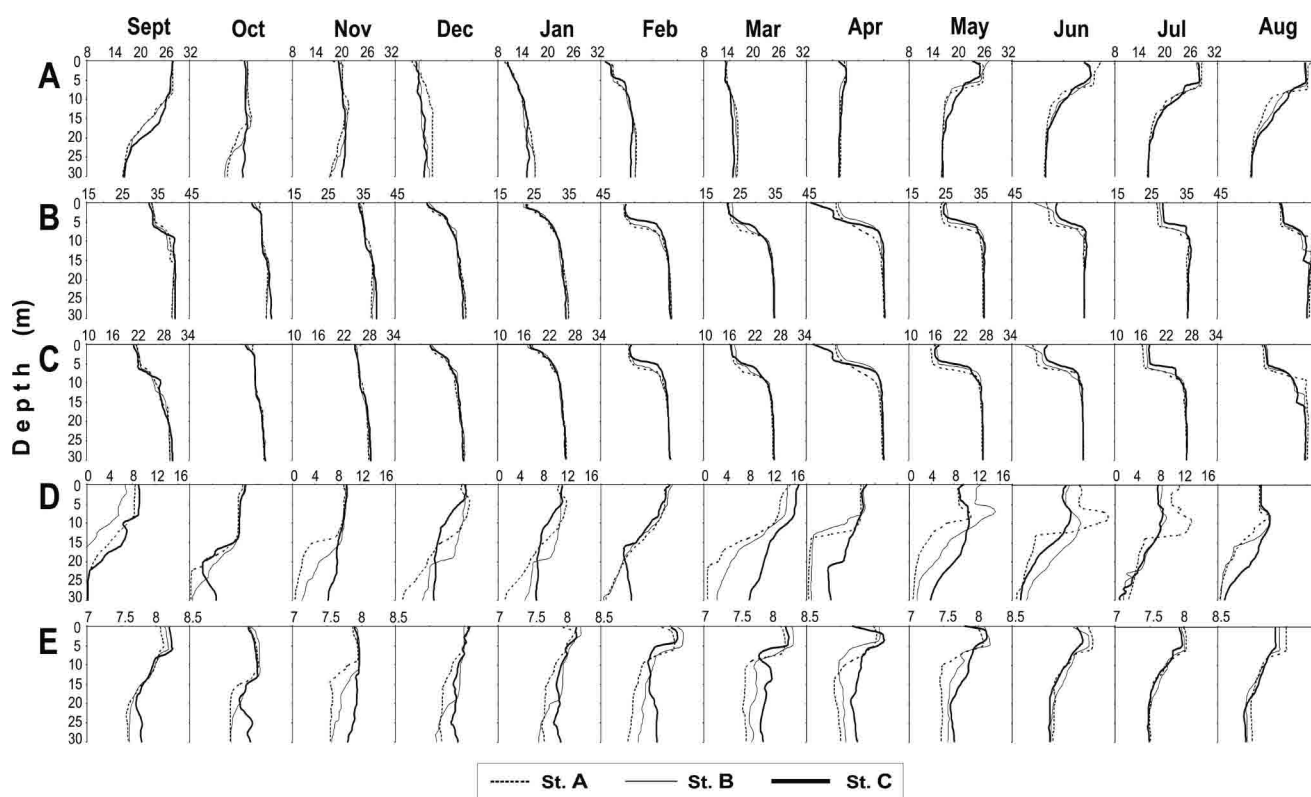 Sept Oct Nov Dec Jan Feb Mar Apr May Jun Jul Aug
8 14 20 26 32 8 14 20 26 32 8 14 20 26 32 8 14 20 26 32 8 14 20 26 32 8 14 20 26 32
A
0
5
10
15
20
25
30
15 25 35 45 15 25 35 45 15 25 35 45 15 25 35 45 15 25 35 45 15 25 35 45
B
0
5
10
15
20
25
30
10 16 22 28 34 10 16 22 28 34 10 16 22 28 34 10 16 22 28 34 10 16 22 28 34 10 16 22 28 34
C
0
5
10
15
20
25
30
0 4 8 12 16 0 4 8 12 16 0 4 8 12 16 0 4 8 12 16 0 4 8 12 16 0 4 8 12 16
D
0
5
10
15
20
25
30
7 7.5 8 8.5 7 7.5 8 8.5 7 7.5 8 8.5 7 7.5 8 8.5 7 7.5 8 8.5 7 7.5 8 8.5
E
0
5
10
15
20
25
30
Depth (m)
St. A St. B St. C